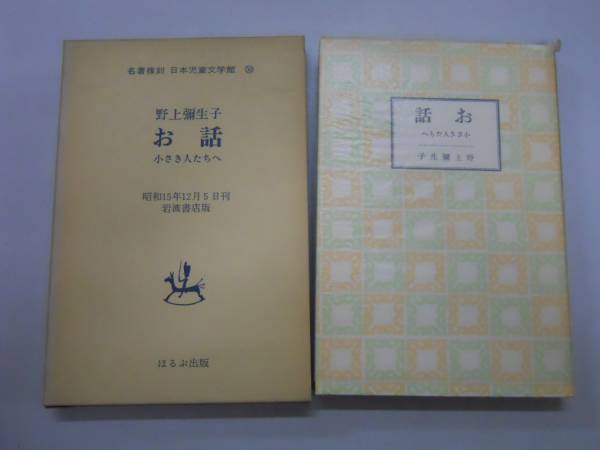 名著複刻 日本児童文学館
野上彌生子
お話
小さき人たちへ
昭和15年12月5日刊
岩波書店版
ほるぷ出版
話お
へちた人きさ小
子生彌上野